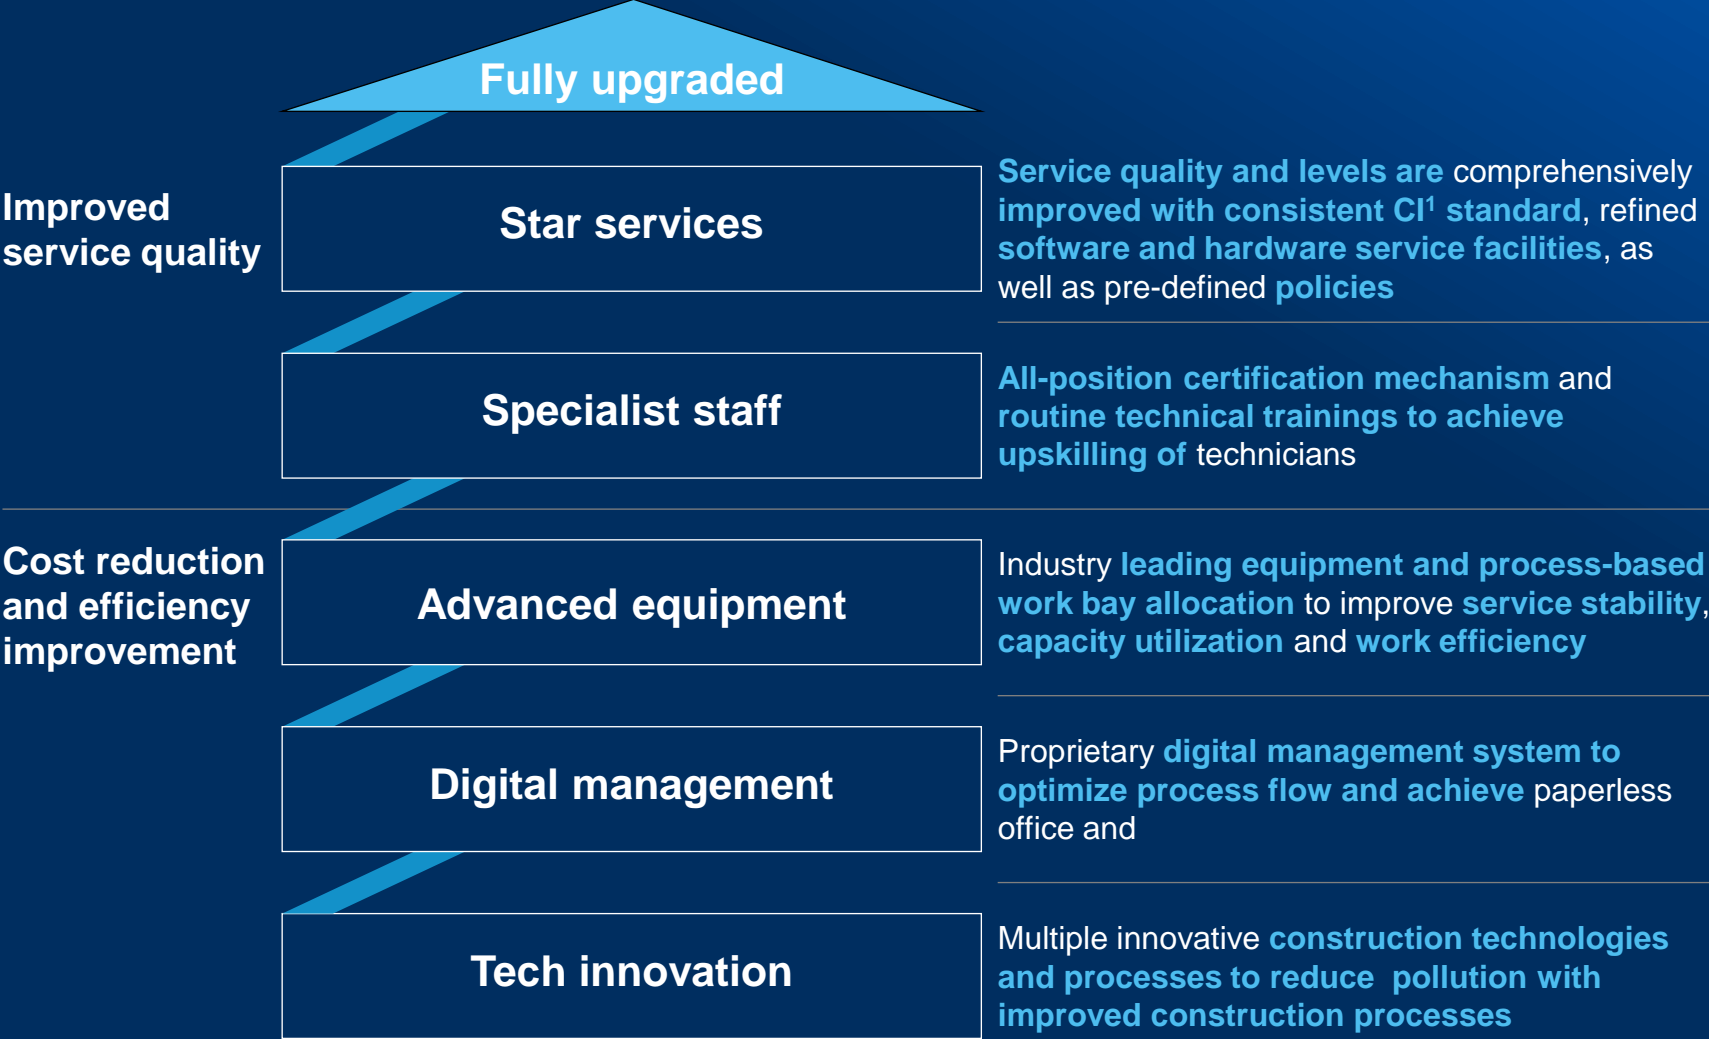 Fully upgraded
Improved
service quality
Star services
Service quality and levels are comprehensively
improved with consistent CI¹ standard, refined
software and hardware service facilities, as
well as pre-defined policies
Specialist staff
All-position certification mechanism and
routine technical trainings to achieve
upskilling of technicians
Cost reduction
and efficiency
improvement
Advanced equipment
Industry leading equipment and process-based
work bay allocation to improve service stability,
capacity utilization and work efficiency
Digital management
Proprietary digital management system to
optimize process flow and achieve paperless
office and
Tech innovation
Multiple innovative construction technologies
and processes to reduce  pollution with
improved construction processes